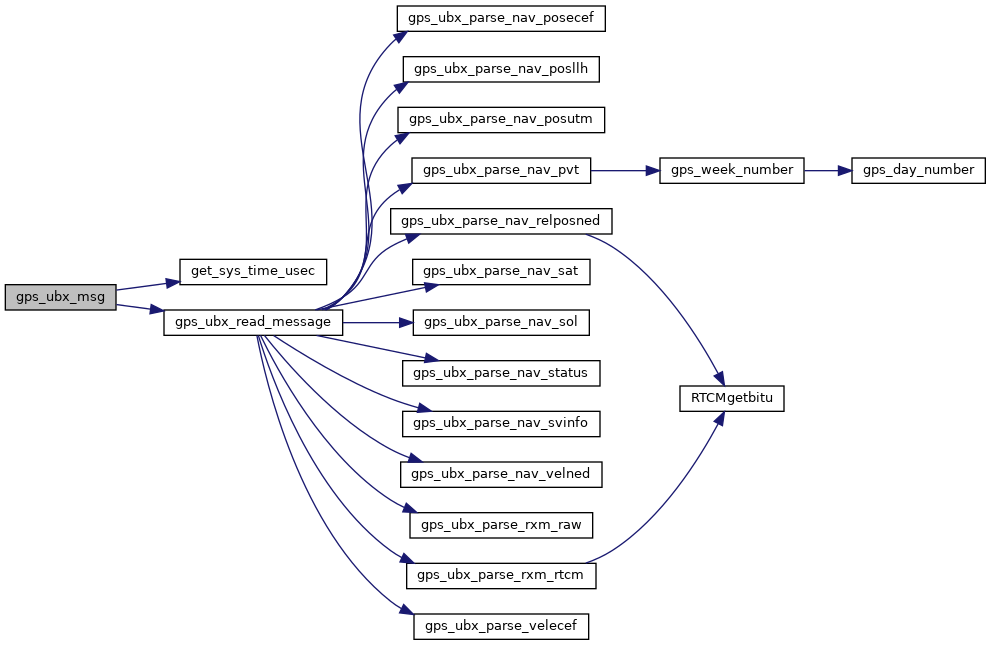 gps_ubx_msg
get_sys_time_usec
gps_ubx_read_message
gps_ubx_parse_nav_posecef
gps_ubx_parse_nav_posllh
gps_ubx_parse_nav_posutm
gps_ubx_parse_nav_pvt
gps_week_number
gps_day_number
gps_ubx_parse_nav_relposned
gps_ubx_parse_nav_sat
gps_ubx_parse_nav_sol
gps_ubx_parse_nav_status
RTCMgetbitu
gps_ubx_parse_nav_svinfo
gps_ubx_parse_nav_velned
gps_ubx_parse_rxm_raw
gps_ubx_parse_rxm_rtcm
gps_ubx_parse_velecef